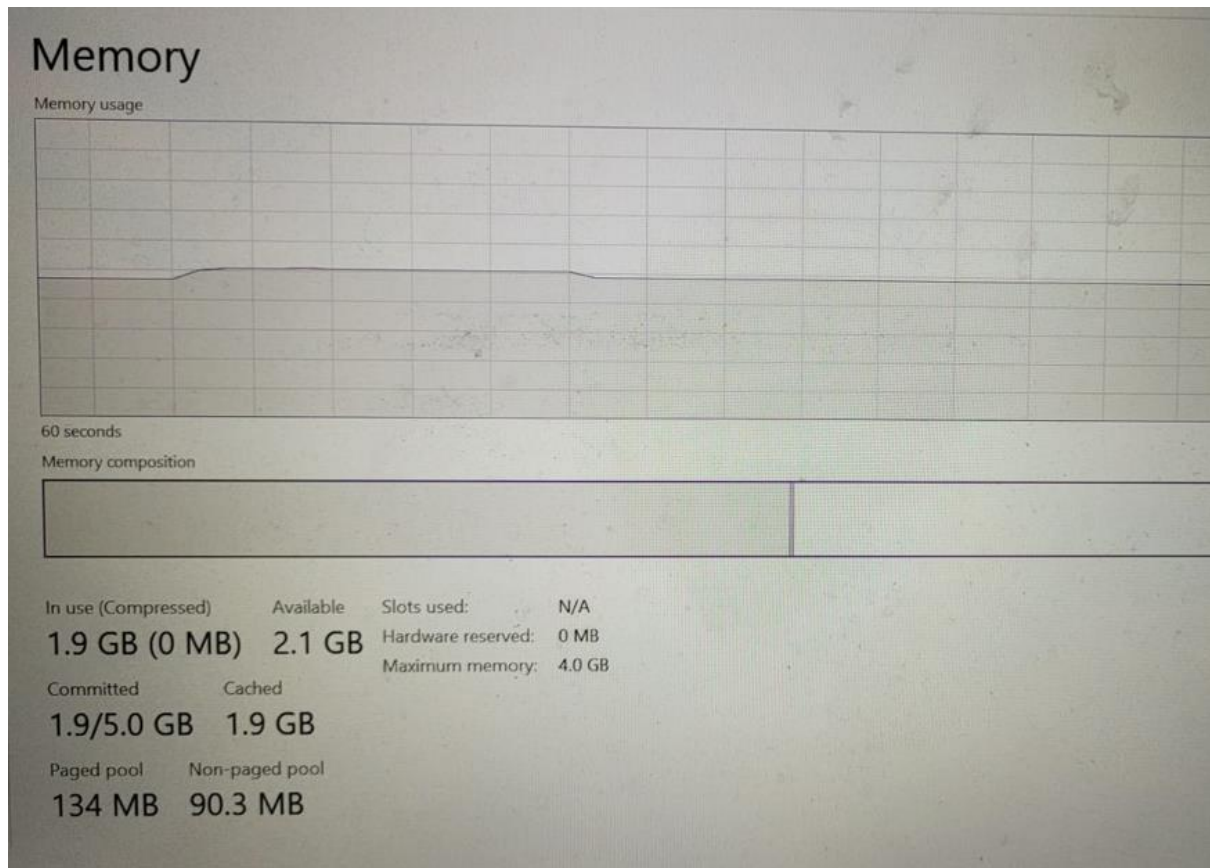 Memory
Memory usage
60 seconds
Memory composition
In use (Compressed) Available Slots used: N/A
1.9 GB (0 MB) 2.1 GB Hardware reserved: 0 MB
Maximum memory: 4.0 GB
Committed Cached
1.9/5.0 GB 1.9 GB
Paged pool Non-paged pool
134 MB 90.3 MB